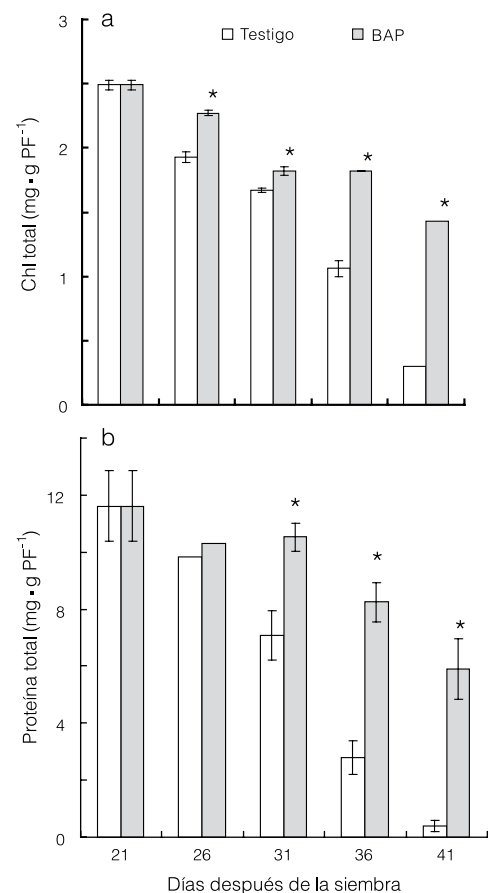 3
a
Testigo
BAP
*
2
*
*
*
Chl total (mg▪g PF⁻¹)
1
0
b
12
*
*
8
*
Proteína total (mg▪g PF⁻¹)
4
0
21 26 31 36 41
Días después de la siembra